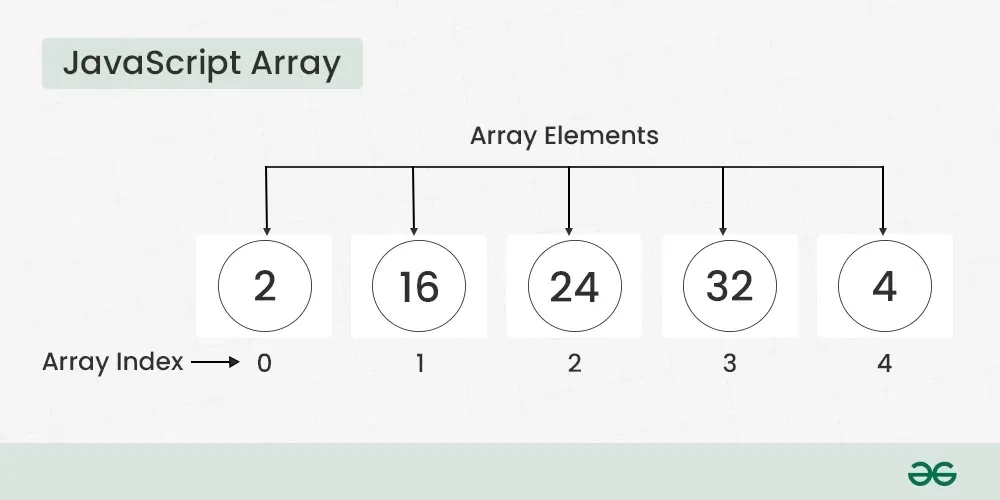 JavaScript Array
Array Elements
2 16 24 32 4
Array Index 0 1 2 3 4